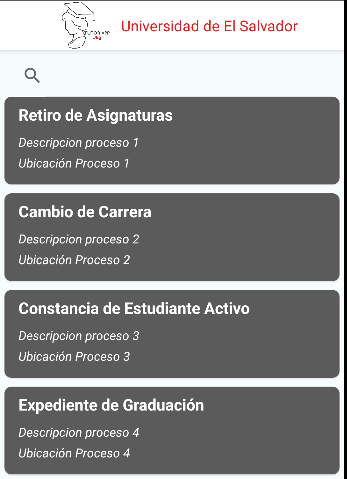 TUTOR APP
Universidad de El Salvador
Retiro de Asignaturas
Descripcion proceso 1
Ubicación Proceso 1
Cambio de Carrera
Descripcion proceso 2
Ubicación Proceso 2
Constancia de Estudiante Activo
Descripcion proceso 3
Ubicación Proceso 3
Expediente de Graduación
Descripcion proceso 4
Ubicación Proceso 4